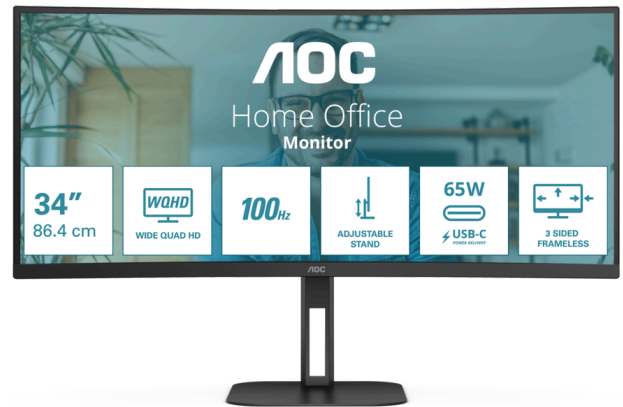 AOC
Home Office
Monitor
34"
86.4 cm
WQHD
WIDE QUAD HD
100Hz
ADJUSTABLE
STAND
65W
USB-C
POWER DELIVERY
3 SIDED
FRAMELESS
AOC